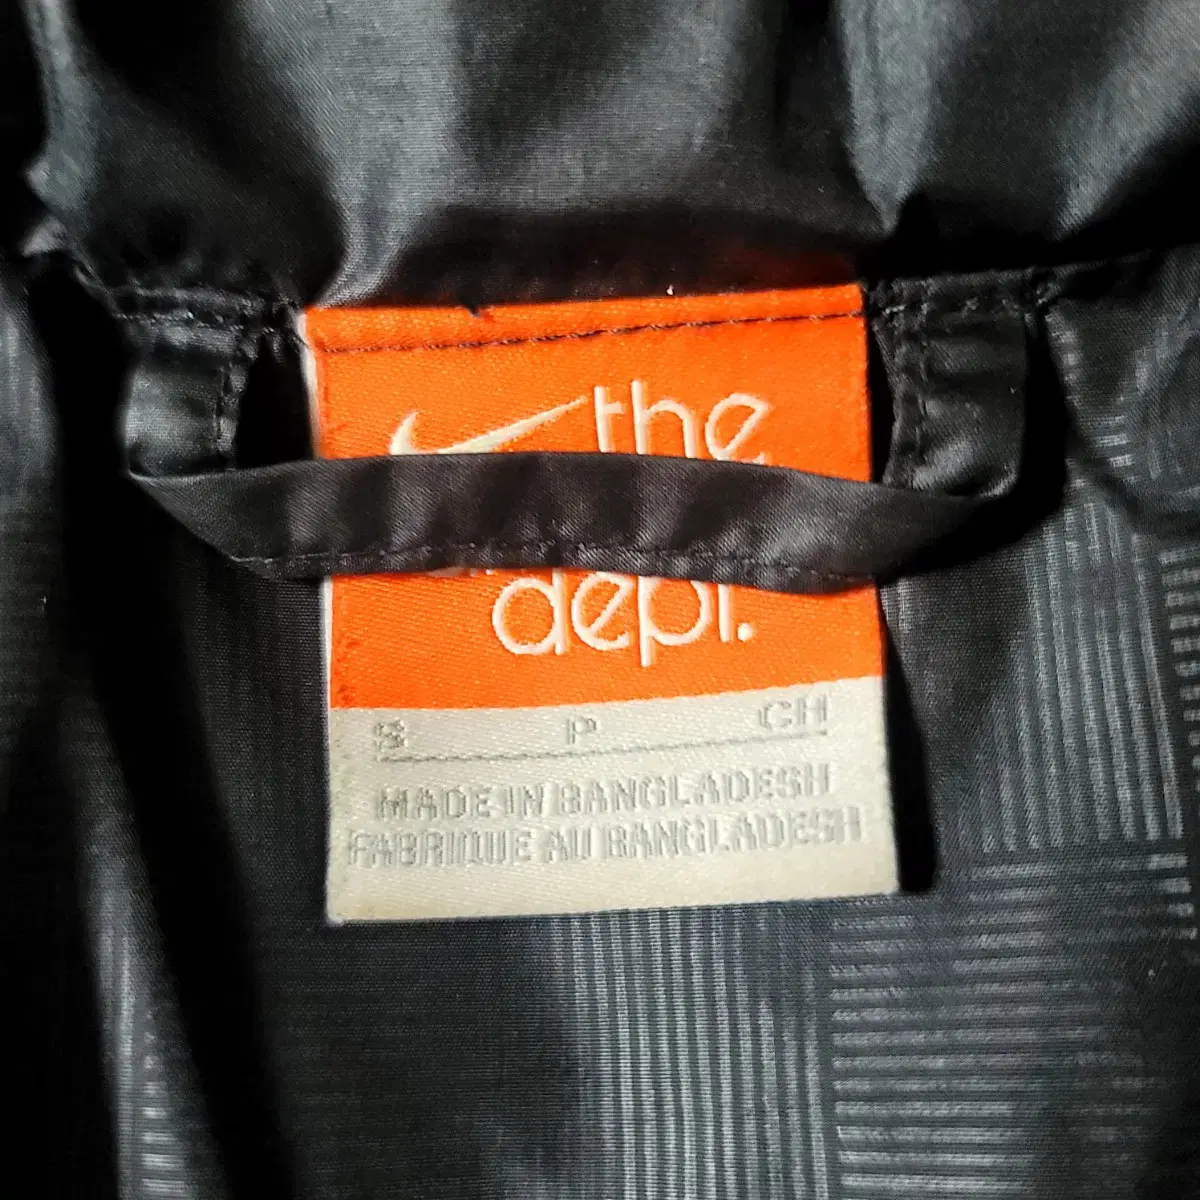 the
dept.
S P CH
MADE IN BANGLADESH
FABRIQUE AU BANGLADESH